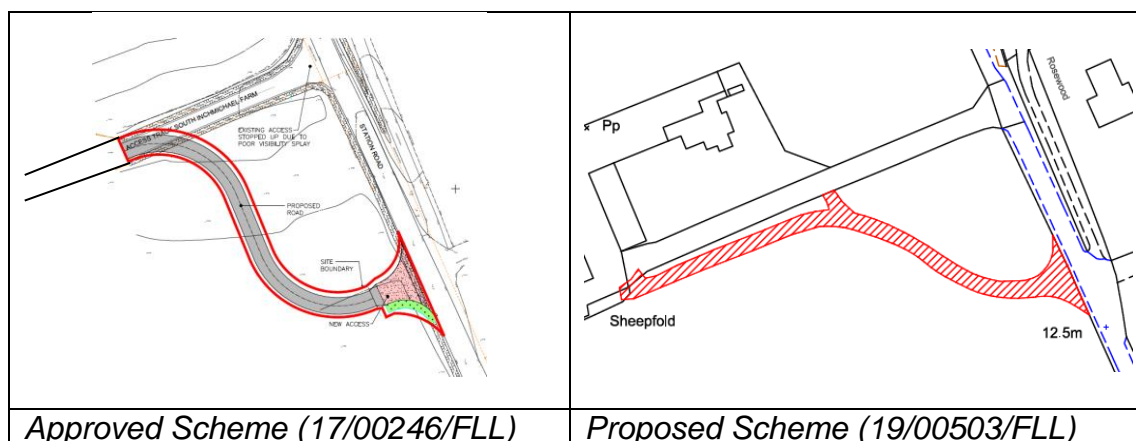 ACCESS TRACK SOUTH INCHMICHAEL FARM
EXISTING ACCESS
STOPPED UP DUE TO
POOR VISIBILITY SPLAY
STATION ROAD
PROPOSED
ROAD
SITE
BOUNDARY
NEW ACCESS
Approved Scheme (17/00246/FLL)
Rosewood
Pp
Sheepfold
12.5m
Proposed Scheme (19/00503/FLL)